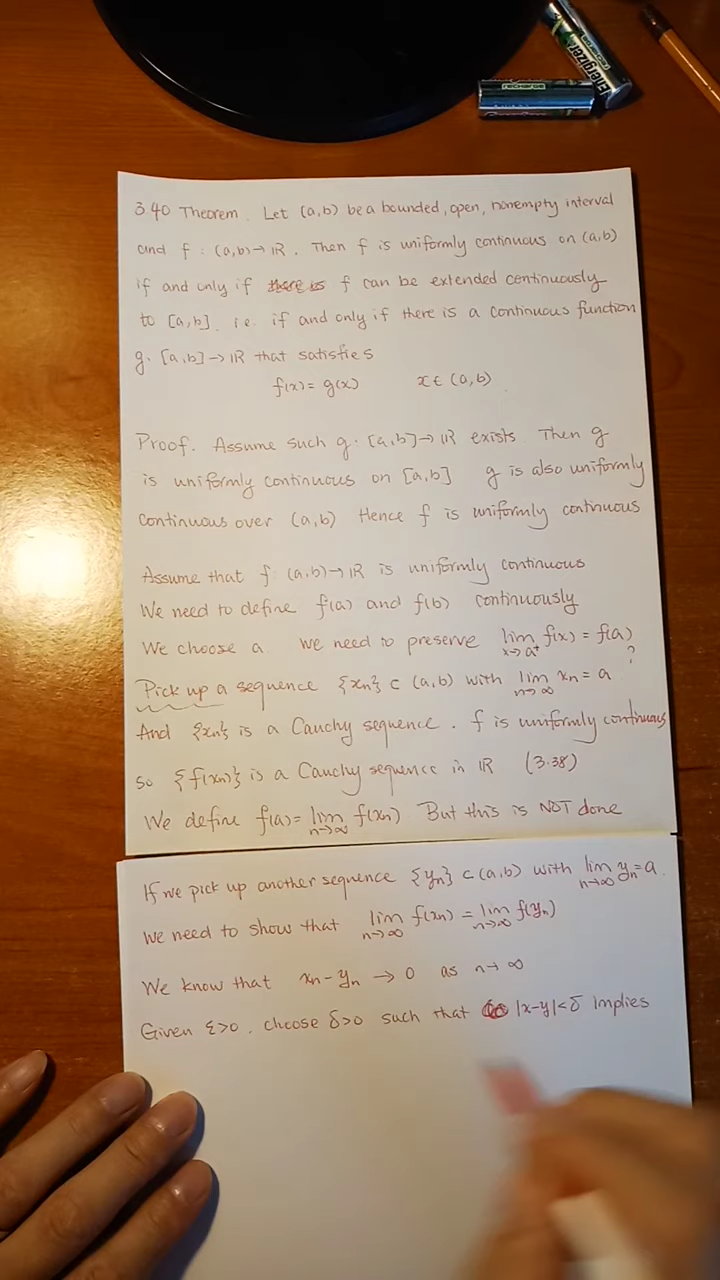 Energizer
recharge
3.40 Theorem. Let (a,b) be a bounded, open, nonempty interval
and f : (a,b) → ℝ. Then f is uniformly continuous on (a,b)
if and only if f can be extended continuously
to [a,b]. i.e. if and only if there is a continuous function
g: [a,b] → ℝ that satisfies
f(x) = g(x) x ∈ (a,b).
Proof. Assume such g: [a,b] → ℝ exists. Then g
is uniformly continuous on [a,b] g is also uniformly
continuous over (a,b) Hence f is uniformly continuous
Assume that f: (a,b) → ℝ is uniformly continuous
We need to define f(a) and f(b) continuously
We choose a we need to preserve lim x→a⁺ f(x) = f(a)
?
Pick up a sequence {xn} ⊂ (a,b) with lim n→∞ xn = a
And {xn} is a Cauchy sequence. f is uniformly continuous
so {f(xn)} is a Cauchy sequence in ℝ (3.38)
We define f(a) = lim n→∞ f(xn). But this is NOT done
If we pick up another sequence {yn} ⊂ (a,b) with lim n→∞ yn = a.
We need to show that lim n→∞ f(xn) = lim n→∞ f(yn)
We know that xn - yn → 0 as n→∞
Given ε>0, choose δ>0 such that |x-y|<δ implies